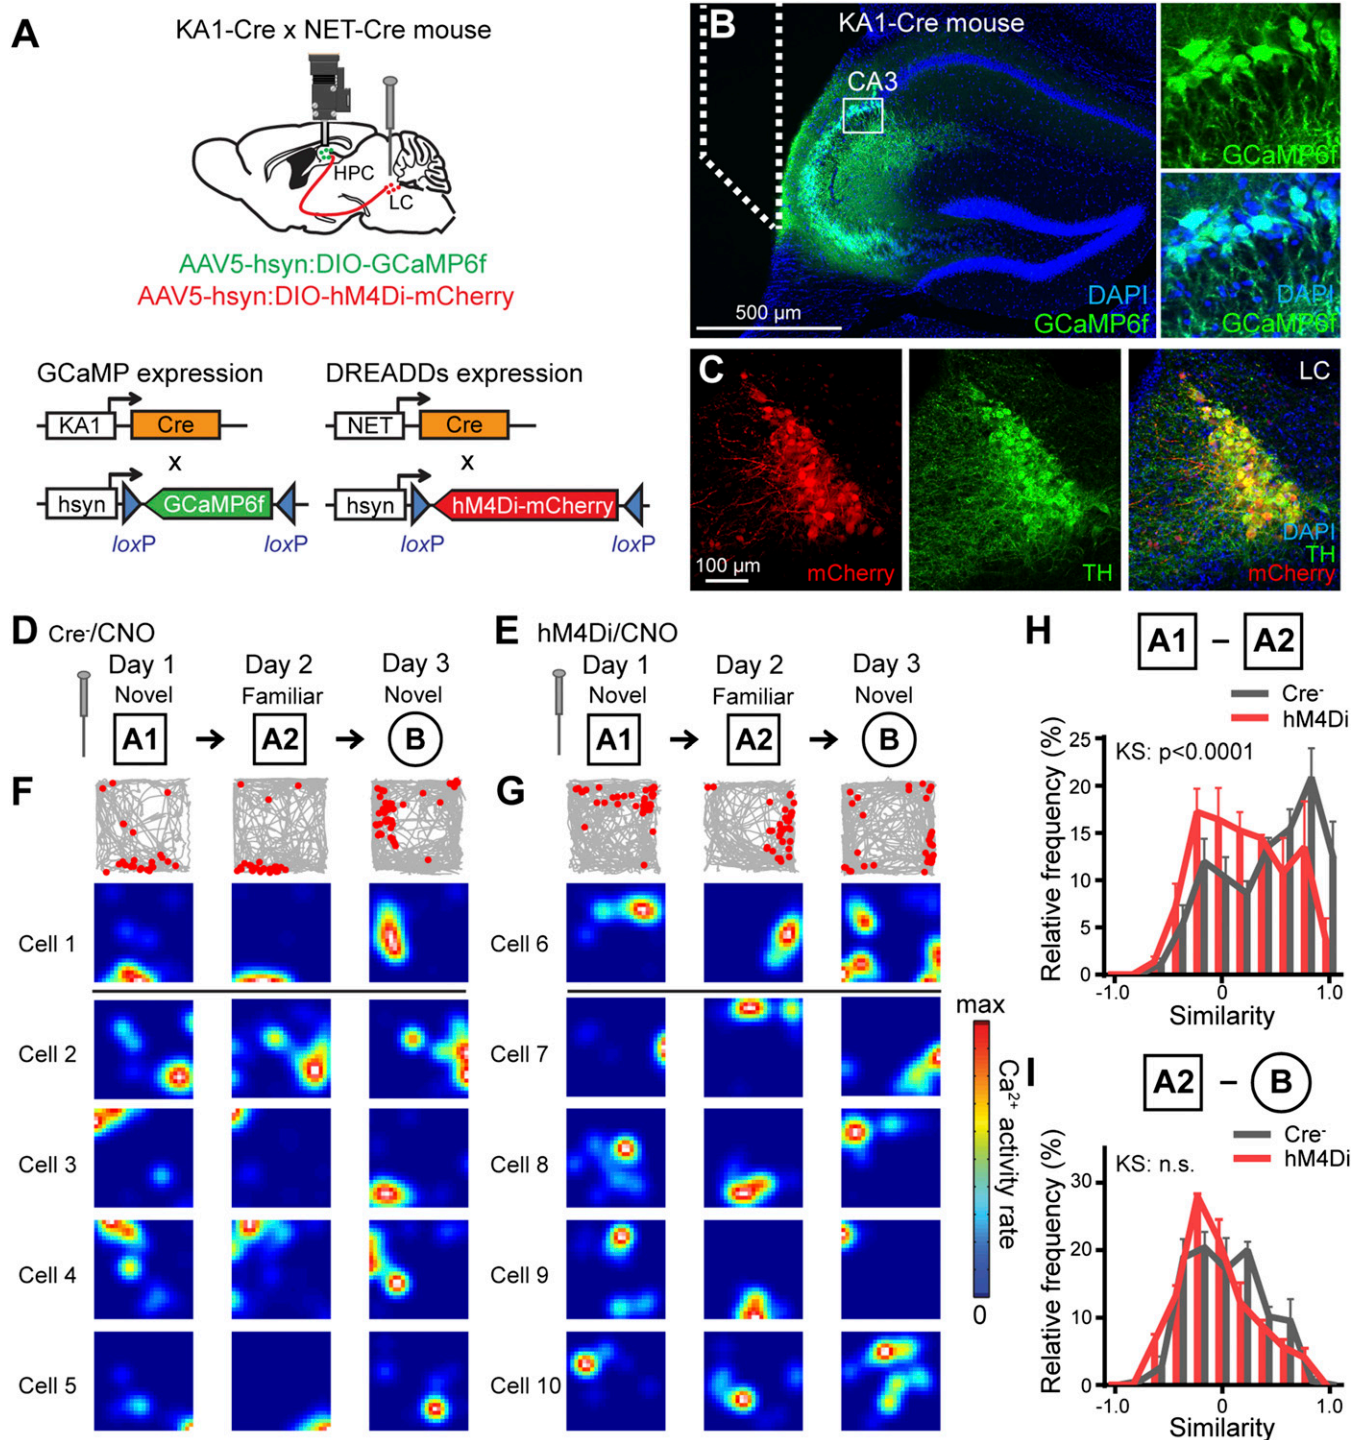 A
KA1-Cre x NET-Cre mouse
HPC
LC
AAV5-hsyn:DIO-GCaMP6f
AAV5-hsyn:DIO-hM4Di-mCherry
GCaMP expression
DREADDs expression
KA1
Cre
NET
Cre
x
x
hsyn
GCaMP6f
hsyn
hM4Di-mCherry
loxP
loxP
loxP
loxP
B
KA1-Cre mouse
CA3
500 µm
DAPI
GCaMP6f
GCaMP6f
DAPI
GCaMP6f
C
LC
100 µm
mCherry
TH
DAPI
TH
mCherry
D
Cre-/CNO
Day 1
Day 2
Day 3
Novel
Familiar
Novel
A1
A2
B
E
hM4Di/CNO
Day 1
Day 2
Day 3
Novel
Familiar
Novel
A1
A2
B
F
Cell 1
Cell 2
Cell 3
Cell 4
Cell 5
G
Cell 6
Cell 7
Cell 8
Cell 9
Cell 10
max
Ca2+ activity rate
0
H
A1 – A2
Cre-
hM4Di
KS: p<0.0001
Relative frequency (%)
25
20
15
10
5
0
-1.0
0
1.0
Similarity
I
A2 – B
Cre-
hM4Di
KS: n.s.
Relative frequency (%)
30
20
10
0
-1.0
0
1.0
Similarity